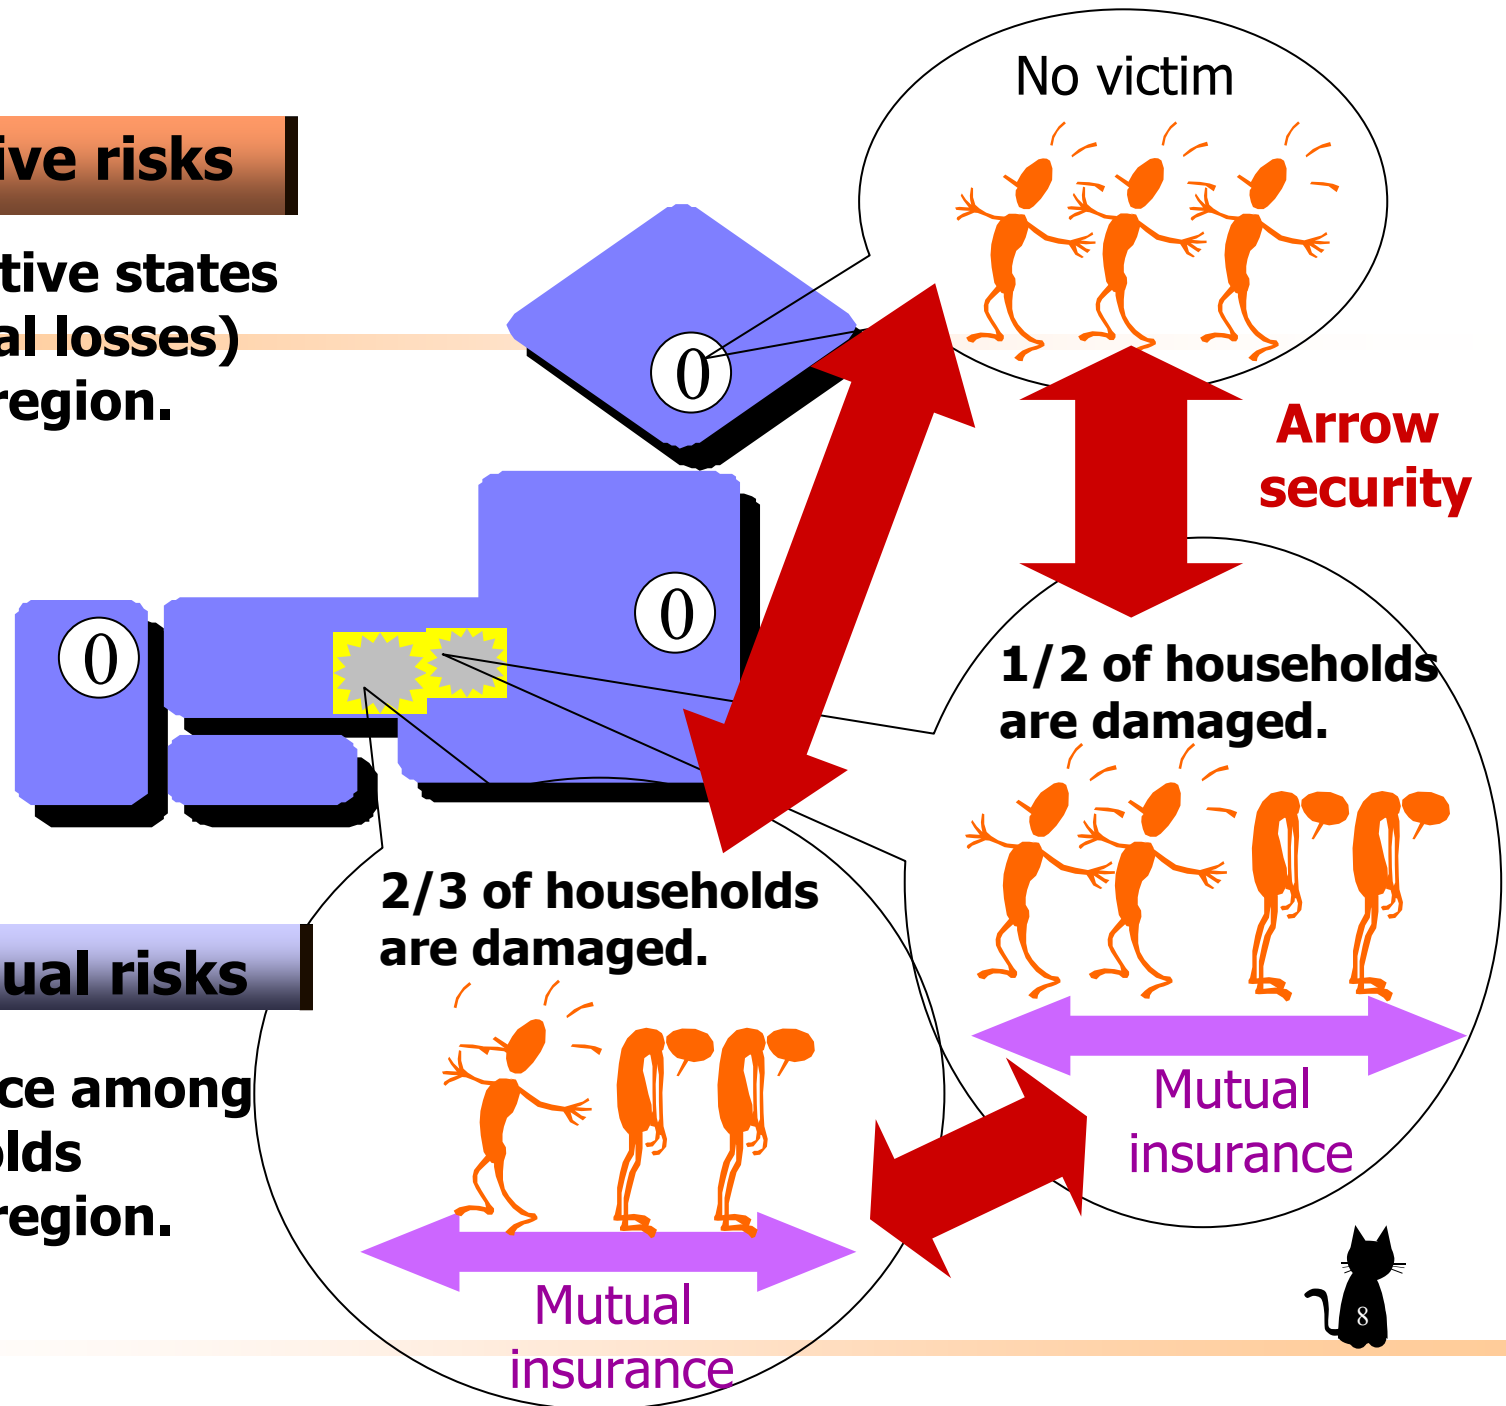 No victim
ive risks
tive states
al losses)
region.
0
Arrow
security
0
0
1/2 of households
are damaged.
2/3 of households
are damaged.
ual risks
ce among
olds
region.
Mutual
insurance
Mutual
insurance
8